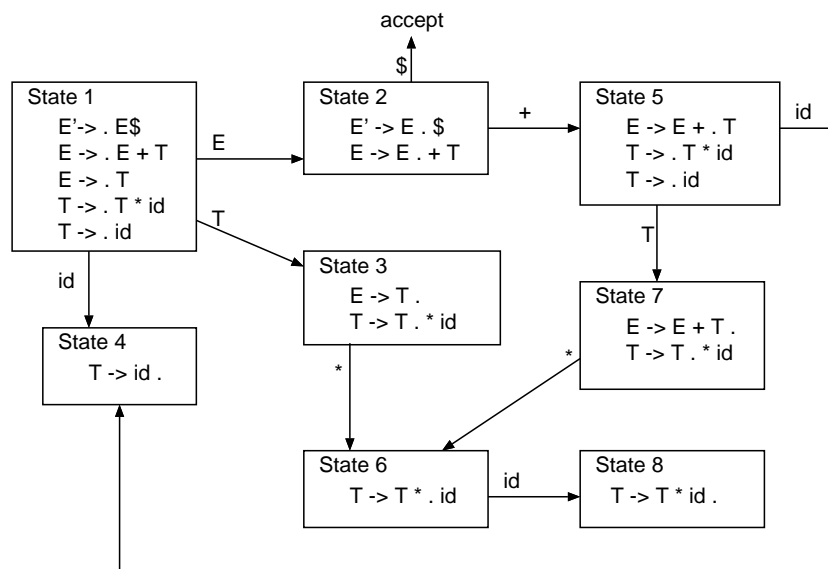 accept
$
State 1
E'-> . E$
E -> . E + T
E -> . T
T -> . T * id
T -> . id
E
State 2
E' -> E . $
E -> E . + T
+
State 5
E -> E + . T
T -> . T * id
T -> . id
id
T
id
State 3
E -> T .
T -> T . * id
T
State 7
E -> E + T .
T -> T . * id
State 4
T -> id .
*
*
State 6
T -> T * . id
id
State 8
T -> T * id .